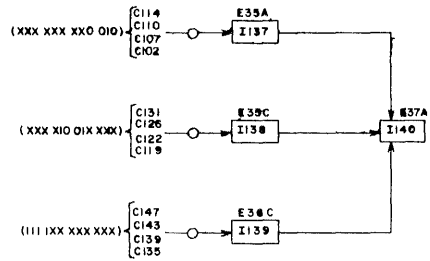 C114
E35A
C110
(XXX XXX XX0 010)
I137
C107
C102
C131
E39C
E37A
C126
(XXX X10 01X XXX)
I138
I140
C122
C119
C147
E36C
C143
(111 1XX XXX XXX)
I139
C139
C135